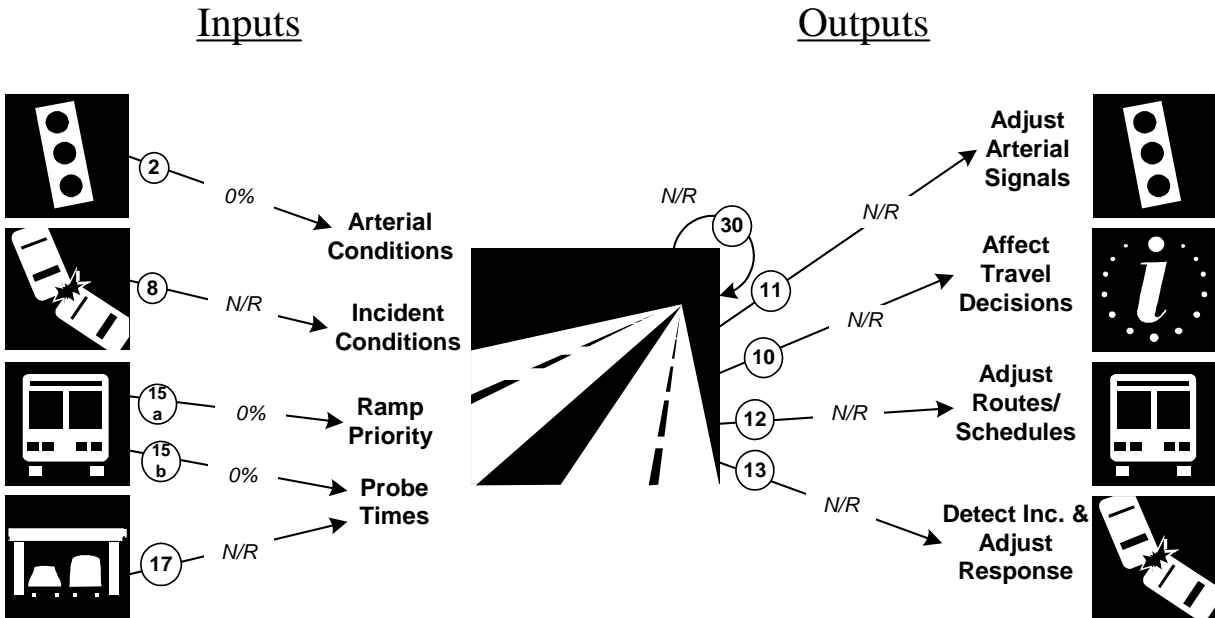 Inputs
Outputs
2
0%
Arterial
Conditions
8
N/R
Incident
Conditions
15
a
0%
Ramp
Priority
15
b
0%
Probe
Times
17
N/R
N/R
30
11
N/R
Adjust
Arterial
Signals
10
N/R
Affect
Travel
Decisions
i
12
N/R
Adjust
Routes/
Schedules
13
N/R
Detect Inc. &
Adjust
Response